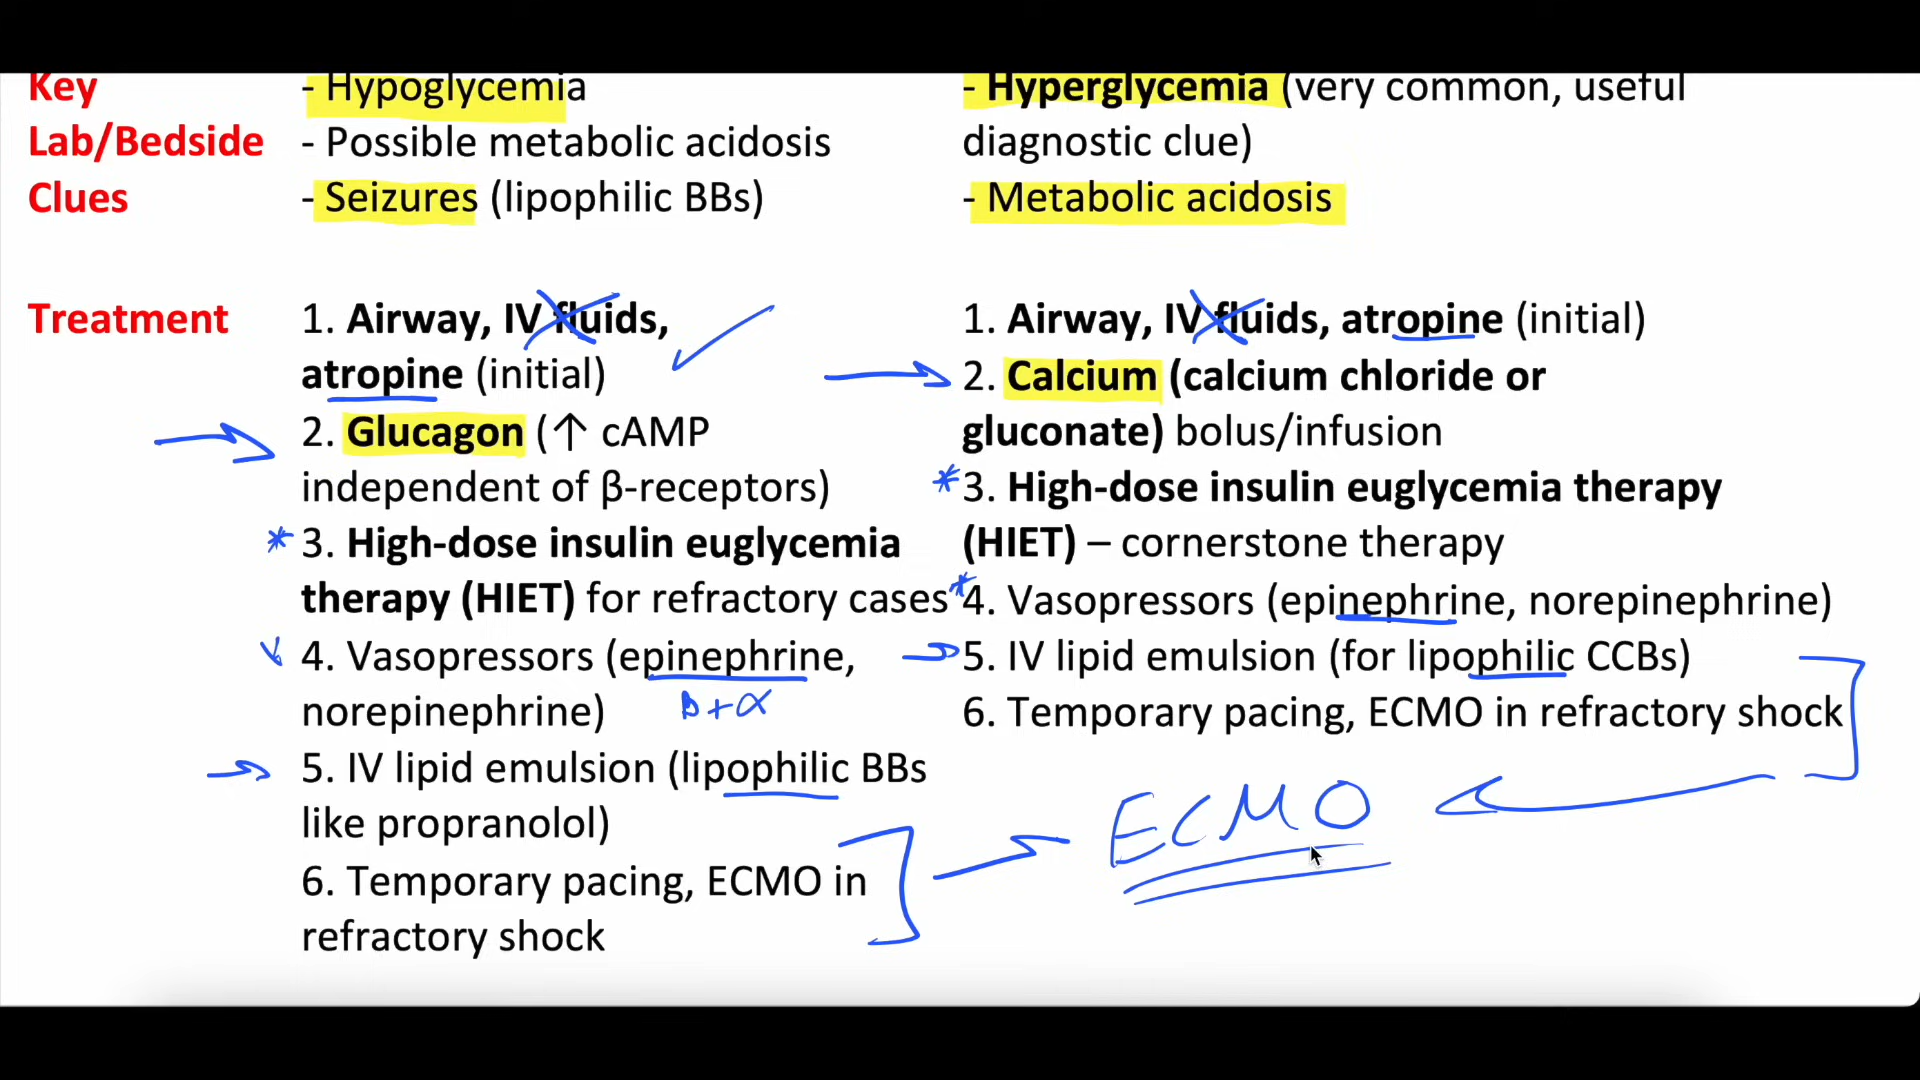 Key
Lab/Bedside
Clues
- Hypoglycemia
- Possible metabolic acidosis
- Seizures (lipophilic BBs)
- Hyperglycemia (very common, useful
diagnostic clue)
- Metabolic acidosis
Treatment
1. Airway, IV fluids,
atropine (initial)
2. Glucagon (↑ cAMP
independent of β-receptors)
* 3. High-dose insulin euglycemia
therapy (HIET) for refractory cases
4. Vasopressors (epinephrine,
norepinephrine)
β+α
5. IV lipid emulsion (lipophilic BBs
like propranolol)
6. Temporary pacing, ECMO in
refractory shock
1. Airway, IV fluids, atropine (initial)
2. Calcium (calcium chloride or
gluconate) bolus/infusion
* 3. High-dose insulin euglycemia therapy
(HIET) – cornerstone therapy
* 4. Vasopressors (epinephrine, norepinephrine)
5. IV lipid emulsion (for lipophilic CCBs)
6. Temporary pacing, ECMO in refractory shock
ECMO